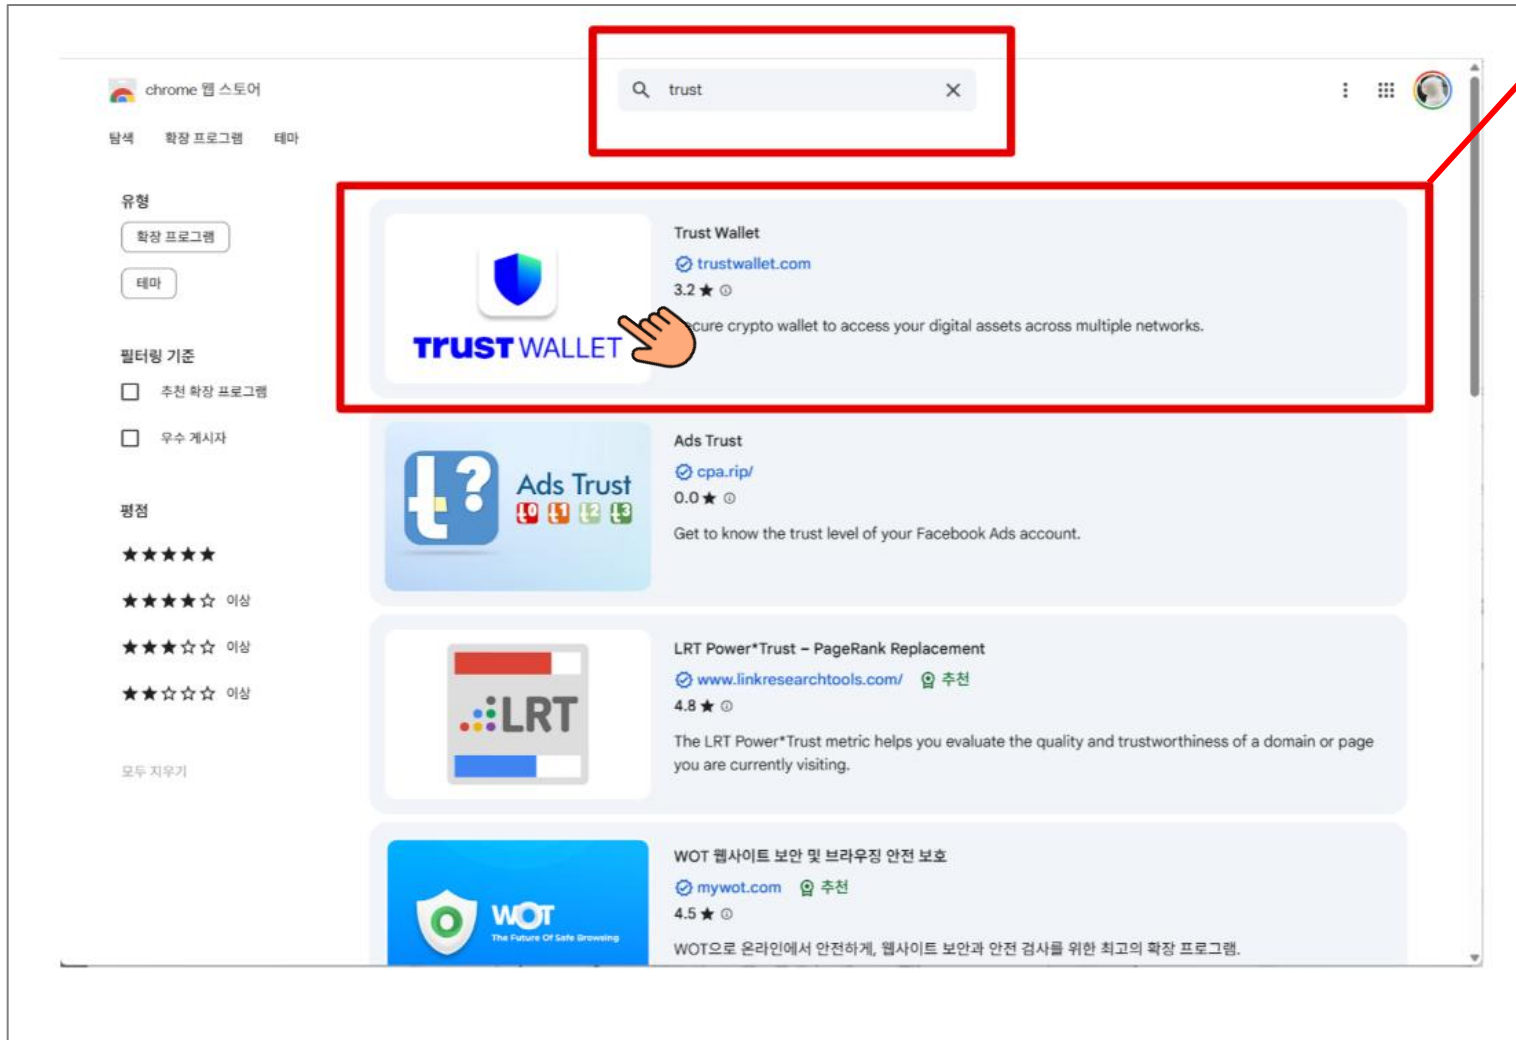 chrome 웹 스토어
trust
탐색 확장 프로그램 테마
유형
확장 프로그램
테마
필터링 기준
추천 확장 프로그램
우수 게시자
평점
이상
이상
이상
모두 지우기
TRUST WALLET
Trust Wallet
trustwallet.com
3.2
ecure crypto wallet to access your digital assets across multiple networks.
t?
Ads Trust
t0 t1 t2 t3
Ads Trust
cpa.rip/
0.0
Get to know the trust level of your Facebook Ads account.
LRT
LRT Power*Trust – PageRank Replacement
www.linkresearchtools.com/ 추천
4.8
The LRT Power*Trust metric helps you evaluate the quality and trustworthiness of a domain or page
you are currently visiting.
WOT
The Future Of Safe Browsing
WOT 웹사이트 보안 및 브라우징 안전 보호
mywot.com 추천
4.5
WOT으로 온라인에서 안전하게, 웹사이트 보안과 안전 검사를 위한 최고의 확장 프로그램.